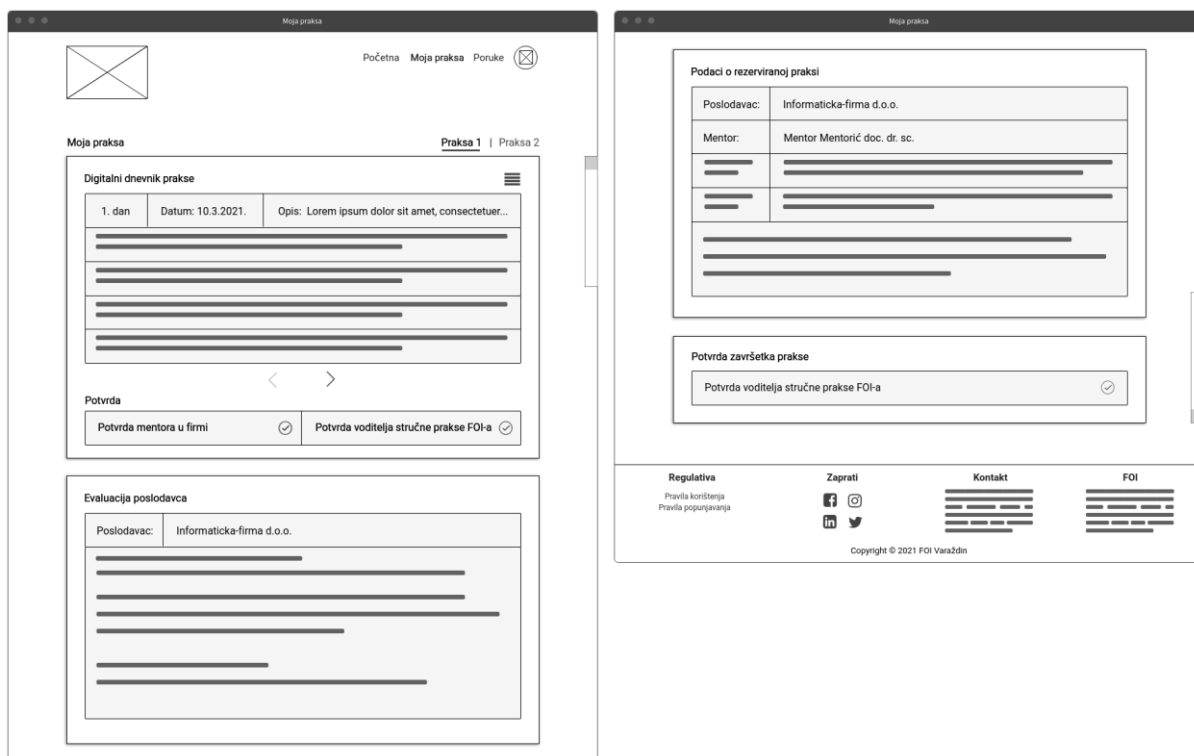 Moja praksa
Početna Moja praksa Poruke
Moja praksa
Praksa 1 | Praksa 2
Digitalni dnevnik prakse
1. dan Datum: 10.3.2021. Opis: Lorem ipsum dolor sit amet, consectetuer...
Potvrda
Potvrda mentora u firmi
Potvrda voditelja stručne prakse FOI-a
Evaluacija poslodavca
Poslodavac: Informaticka-firma d.o.o.
Moja praksa
Podaci o rezerviranoj praksi
Poslodavac: Informaticka-firma d.o.o.
Mentor: Mentor Mentorić doc. dr. sc.
Potvrda završetka prakse
Potvrda voditelja stručne prakse FOI-a
Regulativa
Pravila korištenja
Pravila popunjavanja
Zaprati
Kontakt
FOI
Copyright © 2021 FOI Varaždin